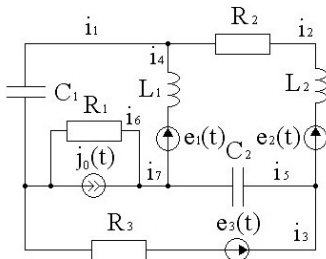 i₁
R₂
i₂
i₄
C₁
L₁
L₂
R₁
i₆
e₁(t)
e₂(t)
j₀(t)
C₂
i₇
i₅
e₃(t)
R₃
i₃